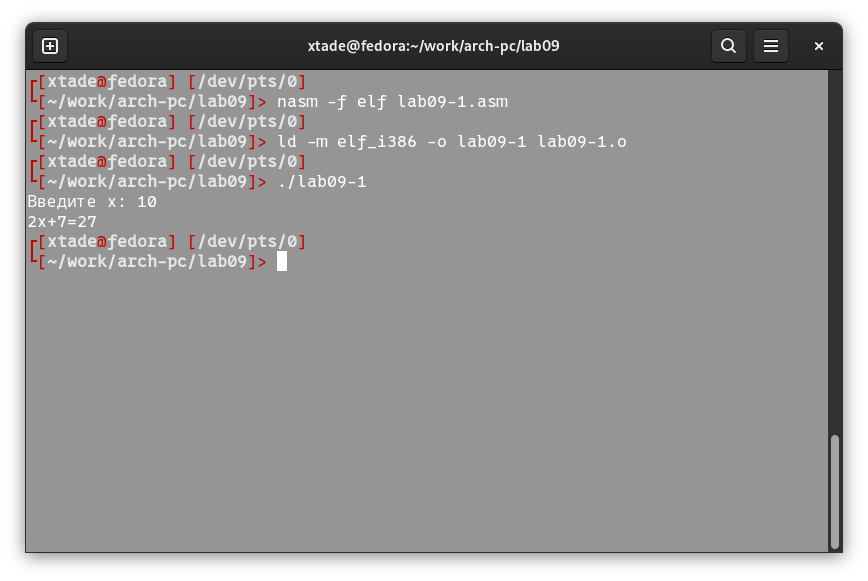 xtade@fedora:~/work/arch-pc/lab09
[xtade@fedora] [/dev/pts/0]
[~/work/arch-pc/lab09]> nasm -f elf lab09-1.asm
[xtade@fedora] [/dev/pts/0]
[~/work/arch-pc/lab09]> ld -m elf_i386 -o lab09-1 lab09-1.o
[xtade@fedora] [/dev/pts/0]
[~/work/arch-pc/lab09]> ./lab09-1
Введите x: 10
2x+7=27
[xtade@fedora] [/dev/pts/0]
[~/work/arch-pc/lab09]>